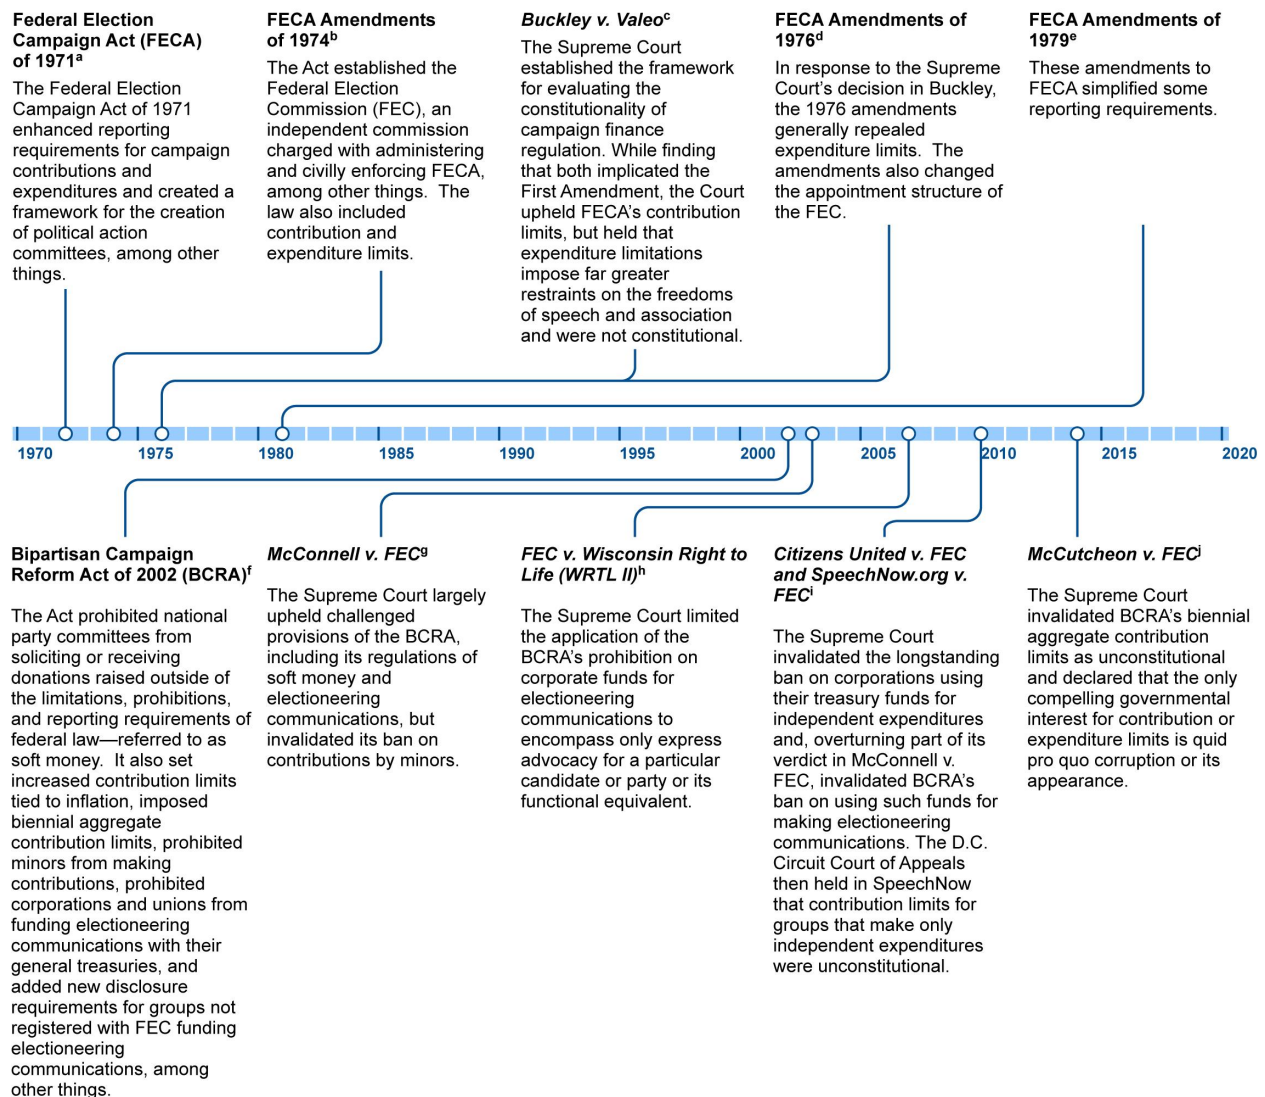 Federal Election
Campaign Act (FECA)
of 1971a
The Federal Election
Campaign Act of 1971
enhanced reporting
requirements for campaign
contributions and
expenditures and created a
framework for the creation
of political action
committees, among other
things.
FECA Amendments
of 1974b
The Act established the
Federal Election
Commission (FEC), an
independent commission
charged with administering
and civilly enforcing FECA,
among other things.  The
law also included
contribution and
expenditure limits.
Buckley v. Valeoc
The Supreme Court
established the framework
for evaluating the
constitutionality of
campaign finance
regulation. While finding
that both implicated the
First Amendment, the Court
upheld FECA's contribution
limits, but held that
expenditure limitations
impose far greater
restraints on the freedoms
of speech and association
and were not constitutional.
FECA Amendments of
1976d
In response to the Supreme
Court's decision in Buckley,
the 1976 amendments
generally repealed
expenditure limits.  The
amendments also changed
the appointment structure of
the FEC.
FECA Amendments of
1979e
These amendments to
FECA simplified some
reporting requirements.
1970 1975 1980 1985 1990 1995 2000 2005 2010 2015 2020
Bipartisan Campaign
Reform Act of 2002 (BCRA)f
The Act prohibited national
party committees from
soliciting or receiving
donations raised outside of
the limitations, prohibitions,
and reporting requirements of
federal law—referred to as
soft money.  It also set
increased contribution limits
tied to inflation, imposed
biennial aggregate
contribution limits, prohibited
minors from making
contributions, prohibited
corporations and unions from
funding electioneering
communications with their
general treasuries, and
added new disclosure
requirements for groups not
registered with FEC funding
electioneering
communications, among
other things.
McConnell v. FECg
The Supreme Court largely
upheld challenged
provisions of the BCRA,
including its regulations of
soft money and
electioneering
communications, but
invalidated its ban on
contributions by minors.
FEC v. Wisconsin Right to
Life (WRTL II)h
The Supreme Court limited
the application of the
BCRA's prohibition on
corporate funds for
electioneering
communications to
encompass only express
advocacy for a particular
candidate or party or its
functional equivalent.
Citizens United v. FEC
and SpeechNow.org v.
FECi
The Supreme Court
invalidated the longstanding
ban on corporations using
their treasury funds for
independent expenditures
and, overturning part of its
verdict in McConnell v.
FEC, invalidated BCRA's
ban on using such funds for
making electioneering
communications. The D.C.
Circuit Court of Appeals
then held in SpeechNow
that contribution limits for
groups that make only
independent expenditures
were unconstitutional.
McCutcheon v. FECj
The Supreme Court
invalidated BCRA's biennial
aggregate contribution
limits as unconstitutional
and declared that the only
compelling governmental
interest for contribution or
expenditure limits is quid
pro quo corruption or its
appearance.